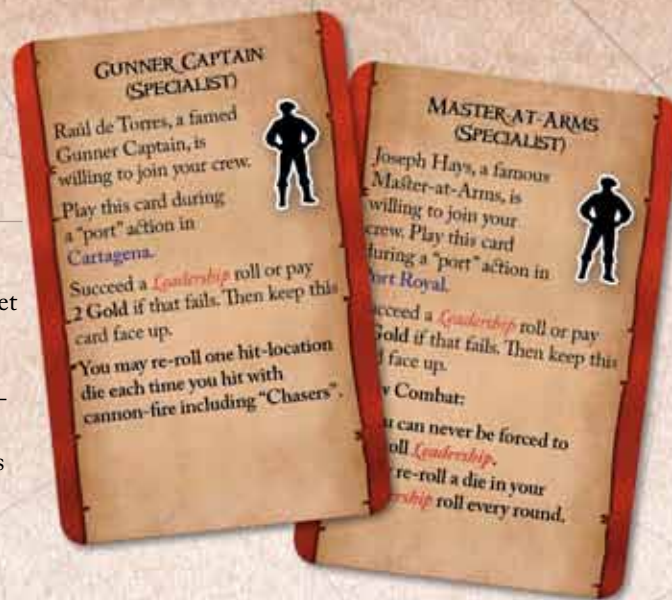 GUNNER CAPTAIN
(SPECIALIST)
Raúl de Torres, a famed
Gunner Captain, is
willing to join your crew.
Play this card during
a "port" action in
Cartagena.
Succeed a Leadership roll or pay
2 Gold if that fails. Then keep this
card face up.
You may re-roll one hit-location
die each time you hit with
cannon-fire including "Chasers".
MASTER-AT-ARMS
(SPECIALIST)
Joseph Hays, a famous
Master-at-Arms, is
willing to join your
crew. Play this card
during a "port" action in
Port Royal.
ucceed a Leadership roll or pay
Gold if that fails. Then keep this
face up.
Combat:
can never be forced to
oll Leadership.
re-roll a die in your
ership roll every round.
et
–
s